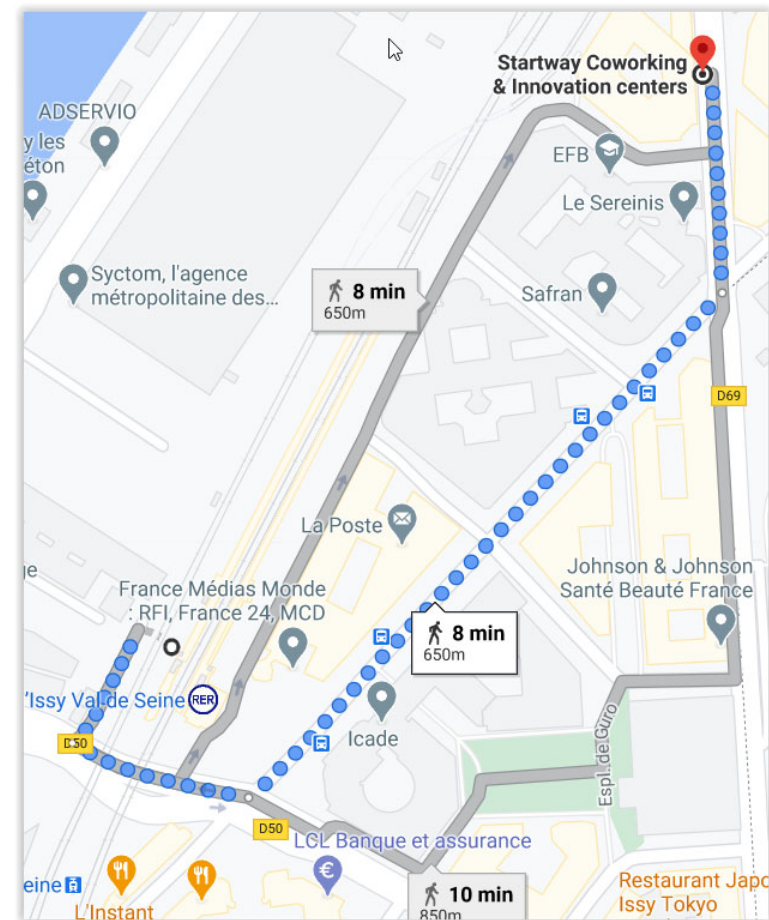 Startway Coworking
& Innovation centers
ADSERVIO
y les
éton
EFB
Le Sereinis
Syctom, l'agence
métropolitaine des...
8 min
650m
Safran
D69
La Poste
Johnson & Johnson
Santé Beauté France
ge
France Médias Monde
: RFI, France 24, MCD
8 min
650m
'Issy Val de Seine
RER
Icade
Espl. de Guro
D50
LCL Banque et assurance
10 min
850m
eine
L'Instant
Restaurant Japo
Issy Tokyo